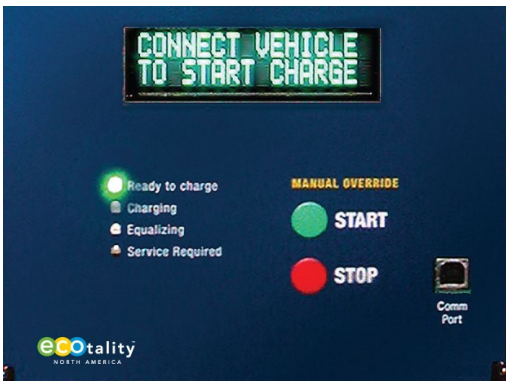 CONNECT VEHICLE
TO START CHARGE
Ready to charge
Charging
Equalizing
Service Required
MANUAL OVERRIDE
START
STOP
Comm
Port
ecotality
NORTH AMERICA